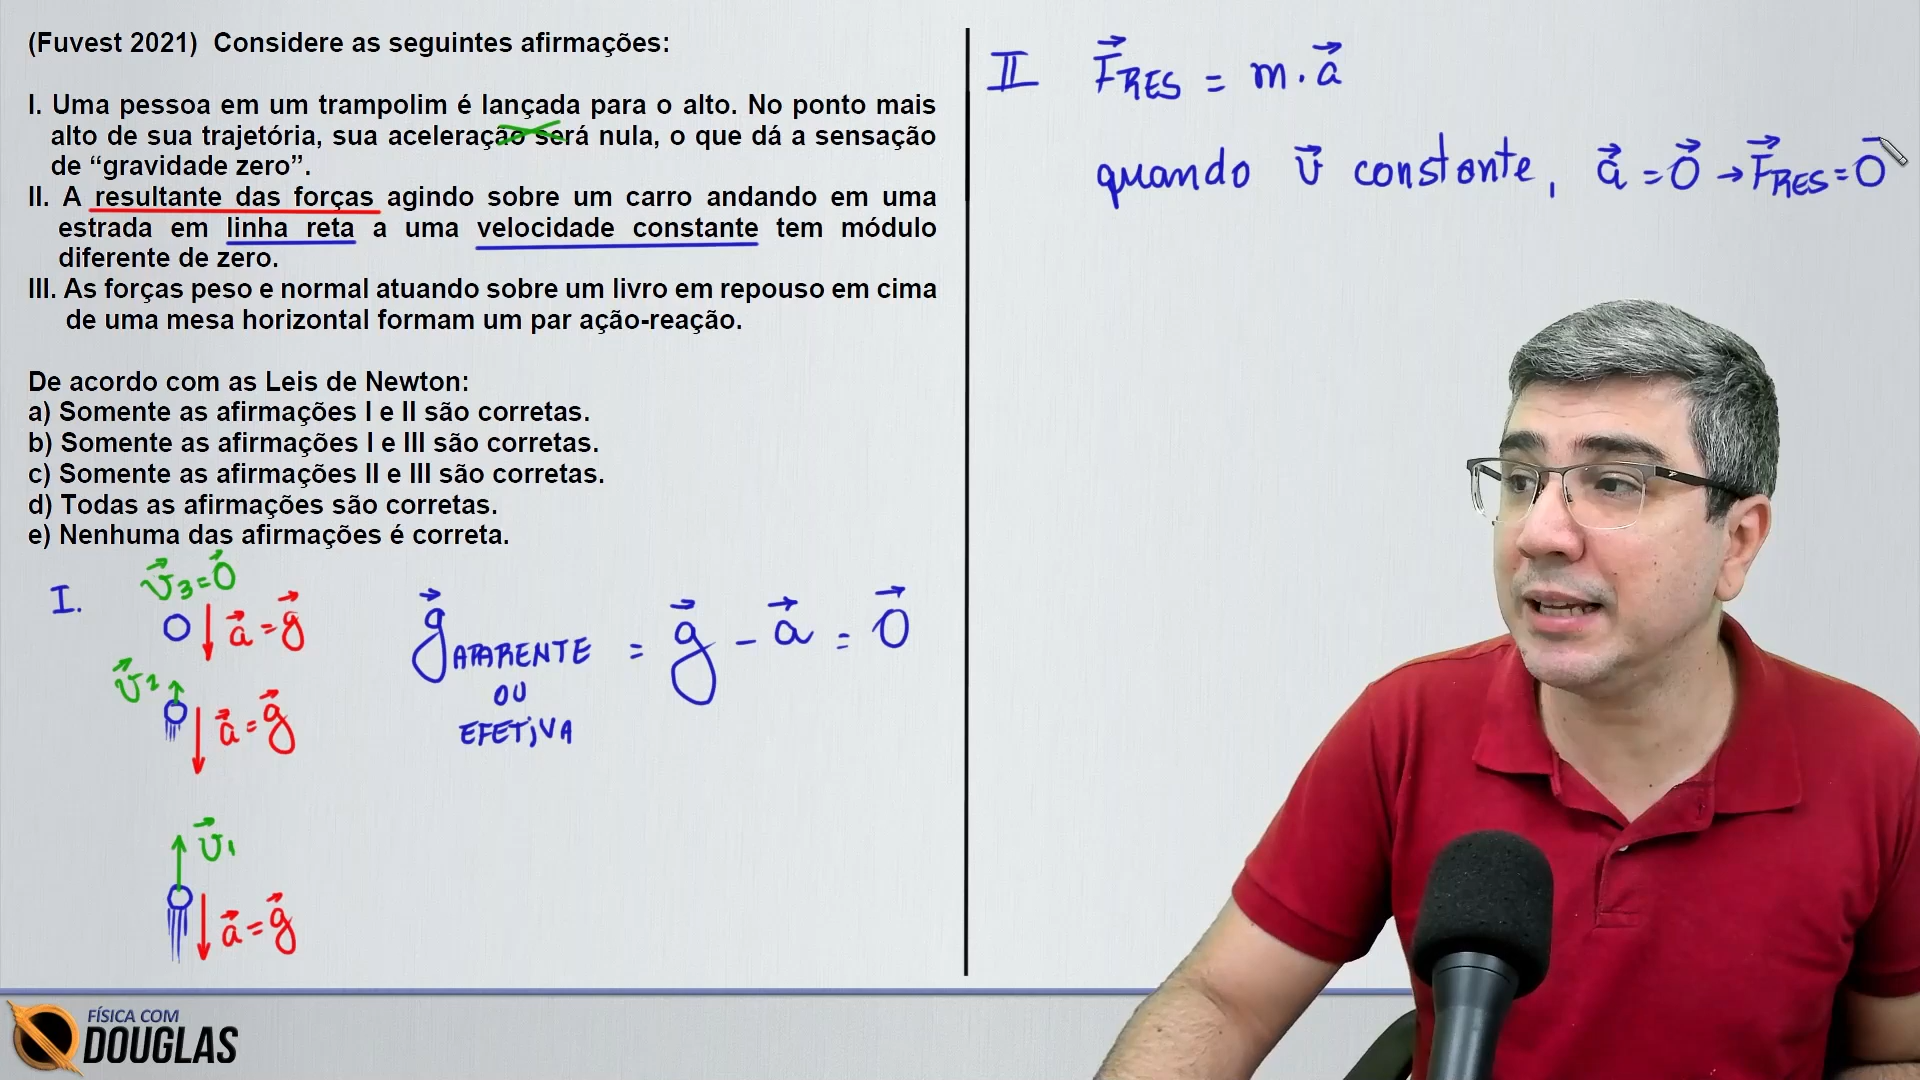 (Fuvest 2021) Considere as seguintes afirmações:
I. Uma pessoa em um trampolim é lançada para o alto. No ponto mais
alto de sua trajetória, sua aceleração será nula, o que dá a sensação
de “gravidade zero”.
II. A resultante das forças agindo sobre um carro andando em uma
estrada em linha reta a uma velocidade constante tem módulo
diferente de zero.
III. As forças peso e normal atuando sobre um livro em repouso em cima
de uma mesa horizontal formam um par ação-reação.
De acordo com as Leis de Newton:
a) Somente as afirmações I e II são corretas.
b) Somente as afirmações I e III são corretas.
c) Somente as afirmações II e III são corretas.
d) Todas as afirmações são corretas.
e) Nenhuma das afirmações é correta.
I.
v⃗3 = 0⃗
a⃗ = g⃗
v⃗2
a⃗ = g⃗
v⃗1
a⃗ = g⃗
g⃗ APARENTE = g⃗ - a⃗ = 0⃗
OU
EFETIVA
II F⃗RES = m . a⃗
quando v⃗ constante, a⃗ = 0⃗ → F⃗RES = 0⃗
FÍSICA COM
DOUGLAS